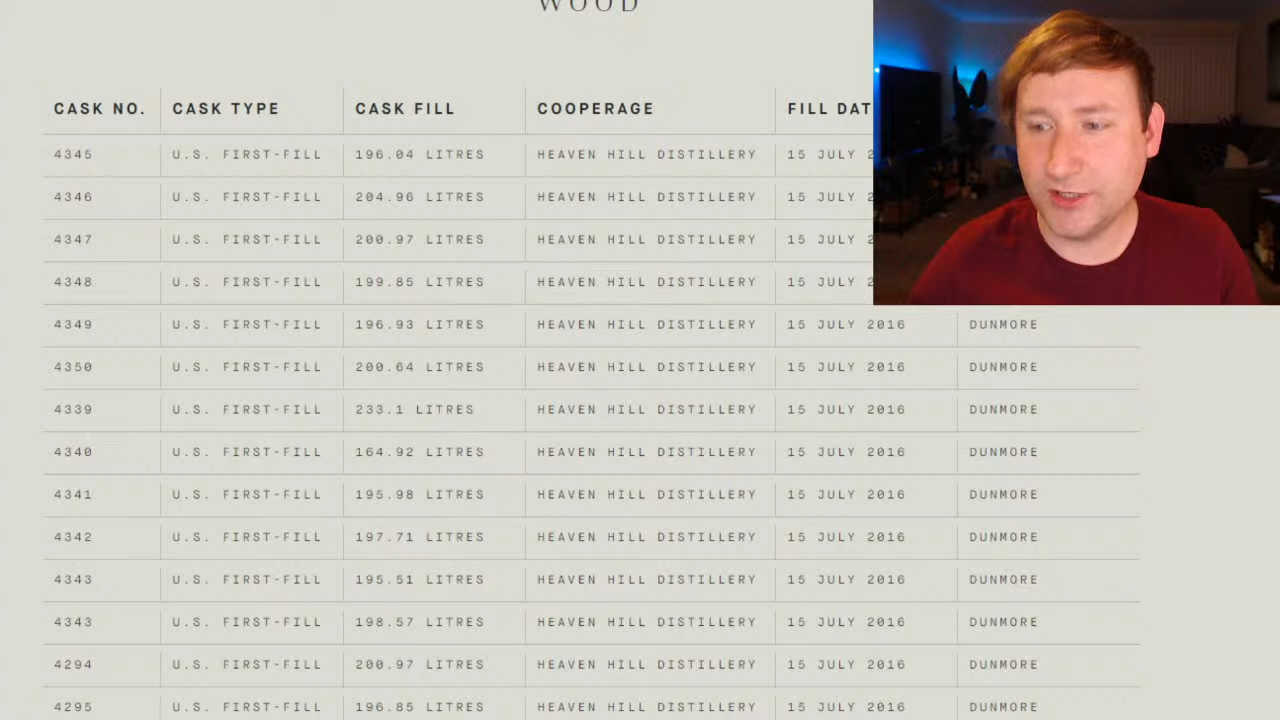 WOOD
CASK NO. CASK TYPE CASK FILL COOPERAGE FILL DAT
4345 U.S. FIRST-FILL 196.04 LITRES HEAVEN HILL DISTILLERY 15 JULY 2
4346 U.S. FIRST-FILL 204.96 LITRES HEAVEN HILL DISTILLERY 15 JULY 2
4347 U.S. FIRST-FILL 200.97 LITRES HEAVEN HILL DISTILLERY 15 JULY 2
4348 U.S. FIRST-FILL 199.85 LITRES HEAVEN HILL DISTILLERY 15 JULY 2
4349 U.S. FIRST-FILL 196.93 LITRES HEAVEN HILL DISTILLERY 15 JULY 2016 DUNMORE
4350 U.S. FIRST-FILL 200.64 LITRES HEAVEN HILL DISTILLERY 15 JULY 2016 DUNMORE
4339 U.S. FIRST-FILL 233.1 LITRES HEAVEN HILL DISTILLERY 15 JULY 2016 DUNMORE
4340 U.S. FIRST-FILL 164.92 LITRES HEAVEN HILL DISTILLERY 15 JULY 2016 DUNMORE
4341 U.S. FIRST-FILL 195.98 LITRES HEAVEN HILL DISTILLERY 15 JULY 2016 DUNMORE
4342 U.S. FIRST-FILL 197.71 LITRES HEAVEN HILL DISTILLERY 15 JULY 2016 DUNMORE
4343 U.S. FIRST-FILL 195.51 LITRES HEAVEN HILL DISTILLERY 15 JULY 2016 DUNMORE
4343 U.S. FIRST-FILL 198.57 LITRES HEAVEN HILL DISTILLERY 15 JULY 2016 DUNMORE
4294 U.S. FIRST-FILL 200.97 LITRES HEAVEN HILL DISTILLERY 15 JULY 2016 DUNMORE
4295 U.S. FIRST-FILL 196.85 LITRES HEAVEN HILL DISTILLERY 15 JULY 2016 DUNMORE